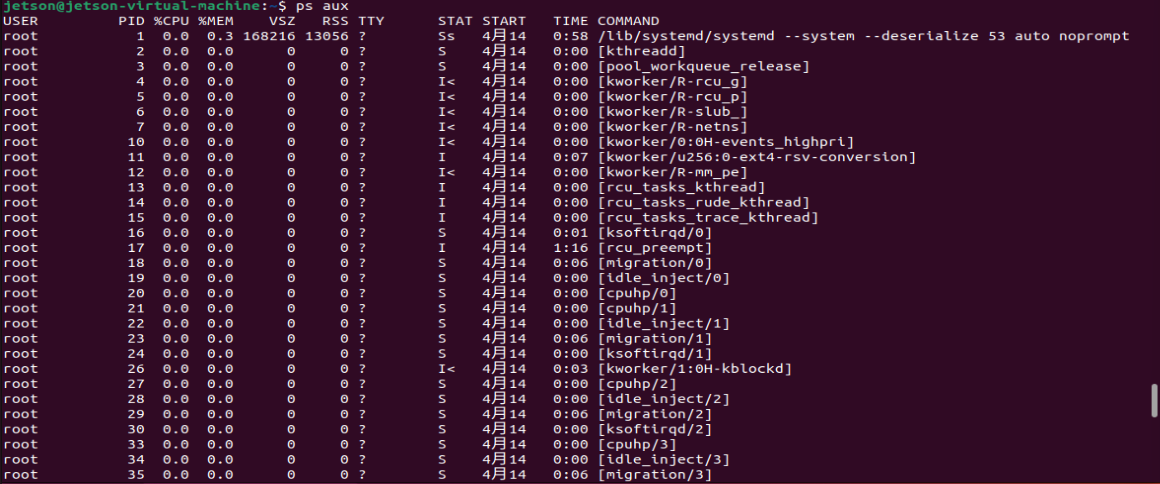 jetson@jetson-virtual-machine:~$ ps aux
USER PID %CPU %MEM VSZ RSS TTY STAT START TIME COMMAND
root 1 0.0 0.3 168216 13056 ? Ss 4月14 0:58 /lib/systemd/systemd --system --deserialize 53 auto noprompt
root 2 0.0 0.0 0 0 ? S 4月14 0:00 [kthreadd]
root 3 0.0 0.0 0 0 ? S 4月14 0:00 [pool_workqueue_release]
root 4 0.0 0.0 0 0 ? I< 4月14 0:00 [kworker/R-rcu_g]
root 5 0.0 0.0 0 0 ? I< 4月14 0:00 [kworker/R-rcu_p]
root 6 0.0 0.0 0 0 ? I< 4月14 0:00 [kworker/R-slub_]
root 7 0.0 0.0 0 0 ? I< 4月14 0:00 [kworker/R-netns]
root 10 0.0 0.0 0 0 ? I< 4月14 0:00 [kworker/0:0H-events_highpri]
root 11 0.0 0.0 0 0 ? I 4月14 0:07 [kworker/u256:0-ext4-rsv-conversion]
root 12 0.0 0.0 0 0 ? I< 4月14 0:00 [kworker/R-mm_pe]
root 13 0.0 0.0 0 0 ? I 4月14 0:00 [rcu_tasks_kthread]
root 14 0.0 0.0 0 0 ? I 4月14 0:00 [rcu_tasks_rude_kthread]
root 15 0.0 0.0 0 0 ? I 4月14 0:00 [rcu_tasks_trace_kthread]
root 16 0.0 0.0 0 0 ? S 4月14 0:01 [ksoftirqd/0]
root 17 0.0 0.0 0 0 ? I 4月14 1:16 [rcu_preempt]
root 18 0.0 0.0 0 0 ? S 4月14 0:06 [migration/0]
root 19 0.0 0.0 0 0 ? S 4月14 0:00 [idle_inject/0]
root 20 0.0 0.0 0 0 ? S 4月14 0:00 [cpuhp/0]
root 21 0.0 0.0 0 0 ? S 4月14 0:00 [cpuhp/1]
root 22 0.0 0.0 0 0 ? S 4月14 0:00 [idle_inject/1]
root 23 0.0 0.0 0 0 ? S 4月14 0:06 [migration/1]
root 24 0.0 0.0 0 0 ? S 4月14 0:00 [ksoftirqd/1]
root 26 0.0 0.0 0 0 ? I< 4月14 0:03 [kworker/1:0H-kblockd]
root 27 0.0 0.0 0 0 ? S 4月14 0:00 [cpuhp/2]
root 28 0.0 0.0 0 0 ? S 4月14 0:00 [idle_inject/2]
root 29 0.0 0.0 0 0 ? S 4月14 0:06 [migration/2]
root 30 0.0 0.0 0 0 ? S 4月14 0:00 [ksoftirqd/2]
root 33 0.0 0.0 0 0 ? S 4月14 0:00 [cpuhp/3]
root 34 0.0 0.0 0 0 ? S 4月14 0:00 [idle_inject/3]
root 35 0.0 0.0 0 0 ? S 4月14 0:06 [migration/3]